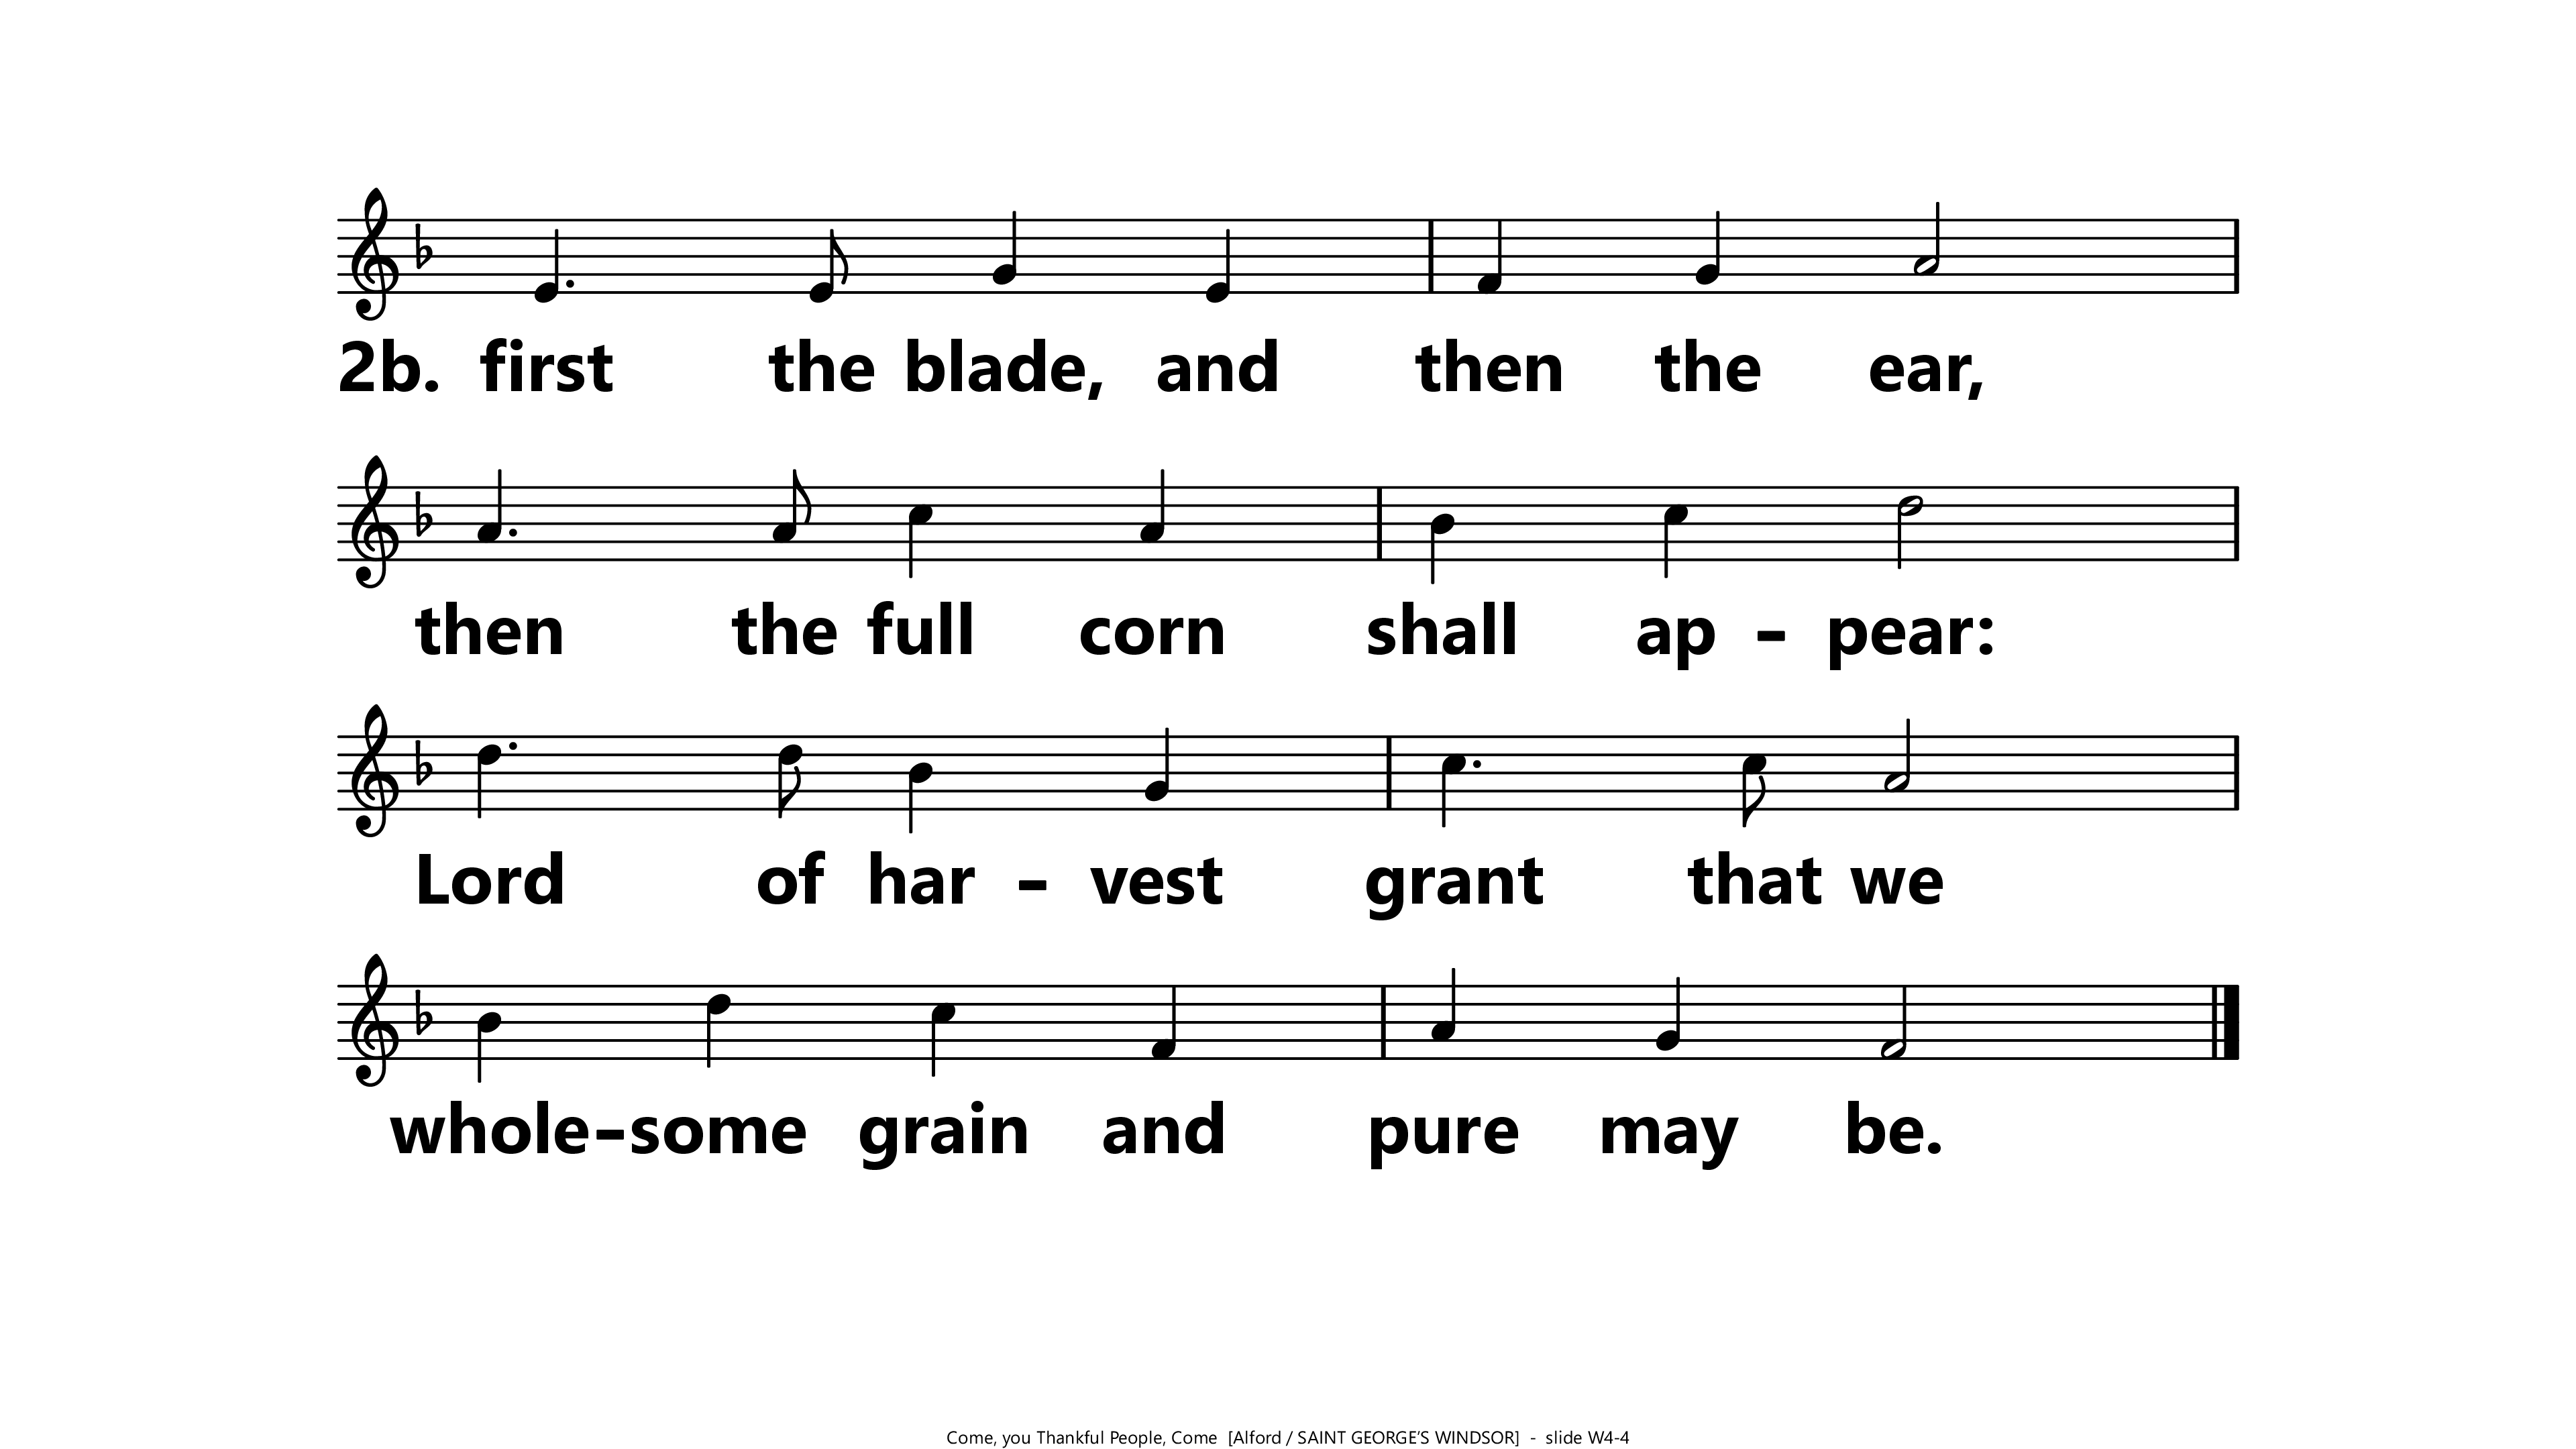 2b. first the blade, and then the ear,
then the full corn shall ap - pear:
Lord of har - vest grant that we
whole-some grain and pure may be.
Come, you Thankful People, Come [Alford / SAINT GEORGE'S WINDSOR] - slide W4-4